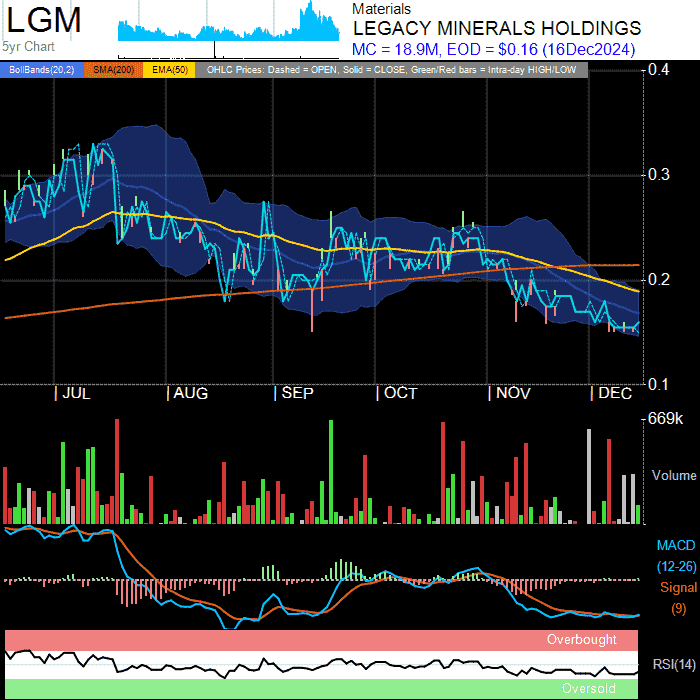 LGM
5yr Chart
Materials
LEGACY MINERALS HOLDINGS
MC = 18.9M, EOD = $0.16 (16Dec2024)
BollBands(20,2) SMA(200) EMA(50) OHLC Prices: Dashed = OPEN, Solid = CLOSE, Green/Red bars = Intra-day HIGH/LOW
0.4
0.3
0.2
0.1
JUL AUG SEP OCT NOV DEC
669k
Volume
MACD
(12-26)
Signal
(9)
Overbought
RSI(14)
Oversold